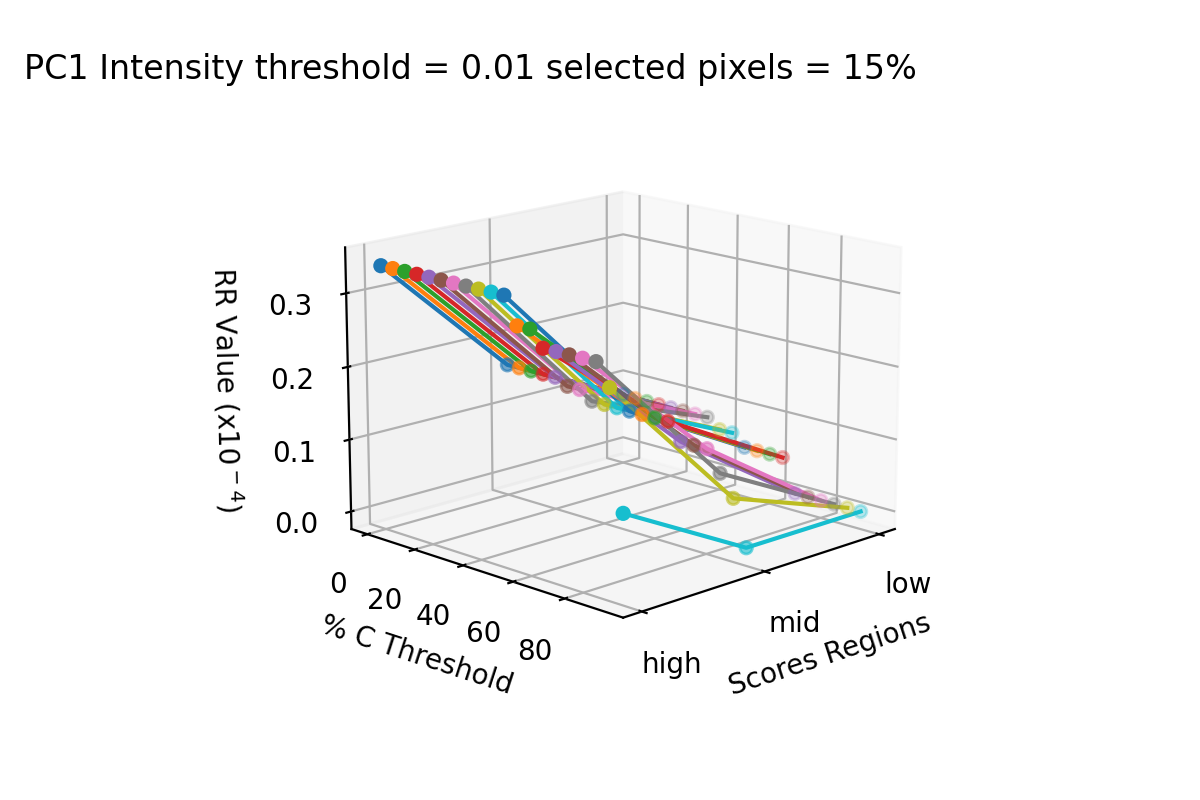 PC1 Intensity threshold = 0.01 selected pixels = 15%
RR Value (x10⁻⁴)
0.3
0.2
0.1
0.0
0
20
40
60
80
% C Threshold
high
mid
low
Scores Regions